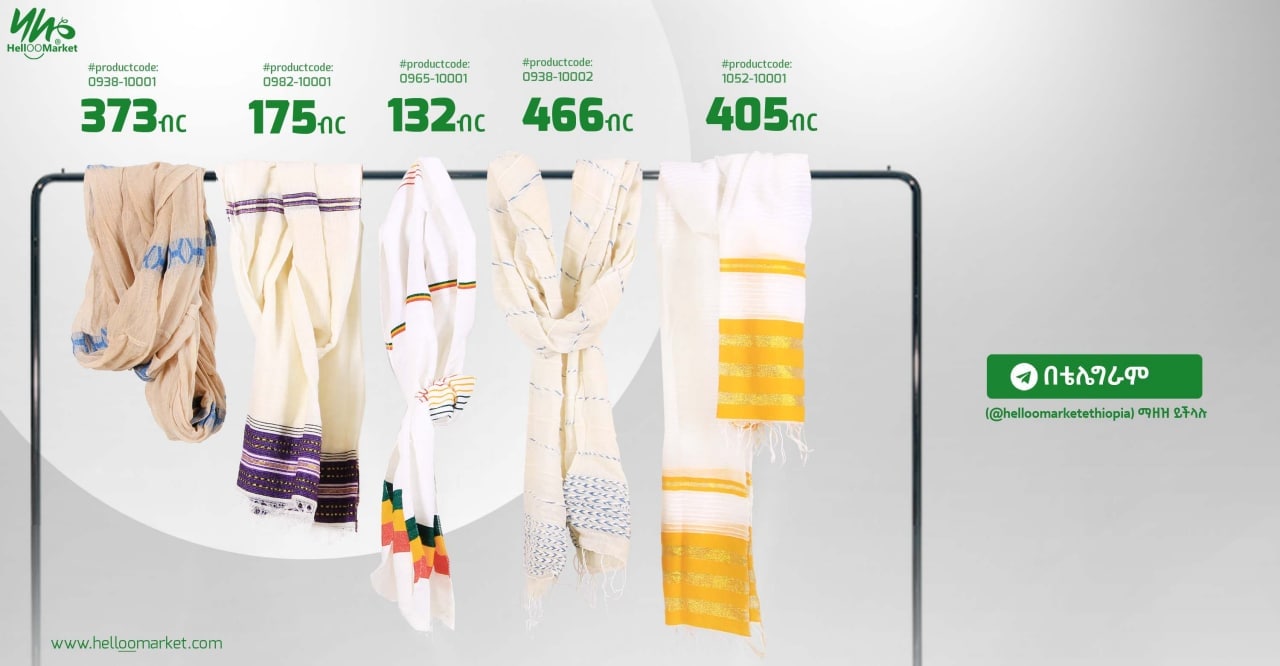 ሃሎ
HellOOMarket
#productcode:
0938-10001
373ብር
#productcode:
0982-10001
175ብር
#productcode:
0965-10001
132ብር
#productcode:
0938-10002
466ብር
#productcode:
1052-10001
405ብር
በቴሌግራም
(@helloomarketethiopia) ማዘዝ ይችላሉ
www.helloomarket.com